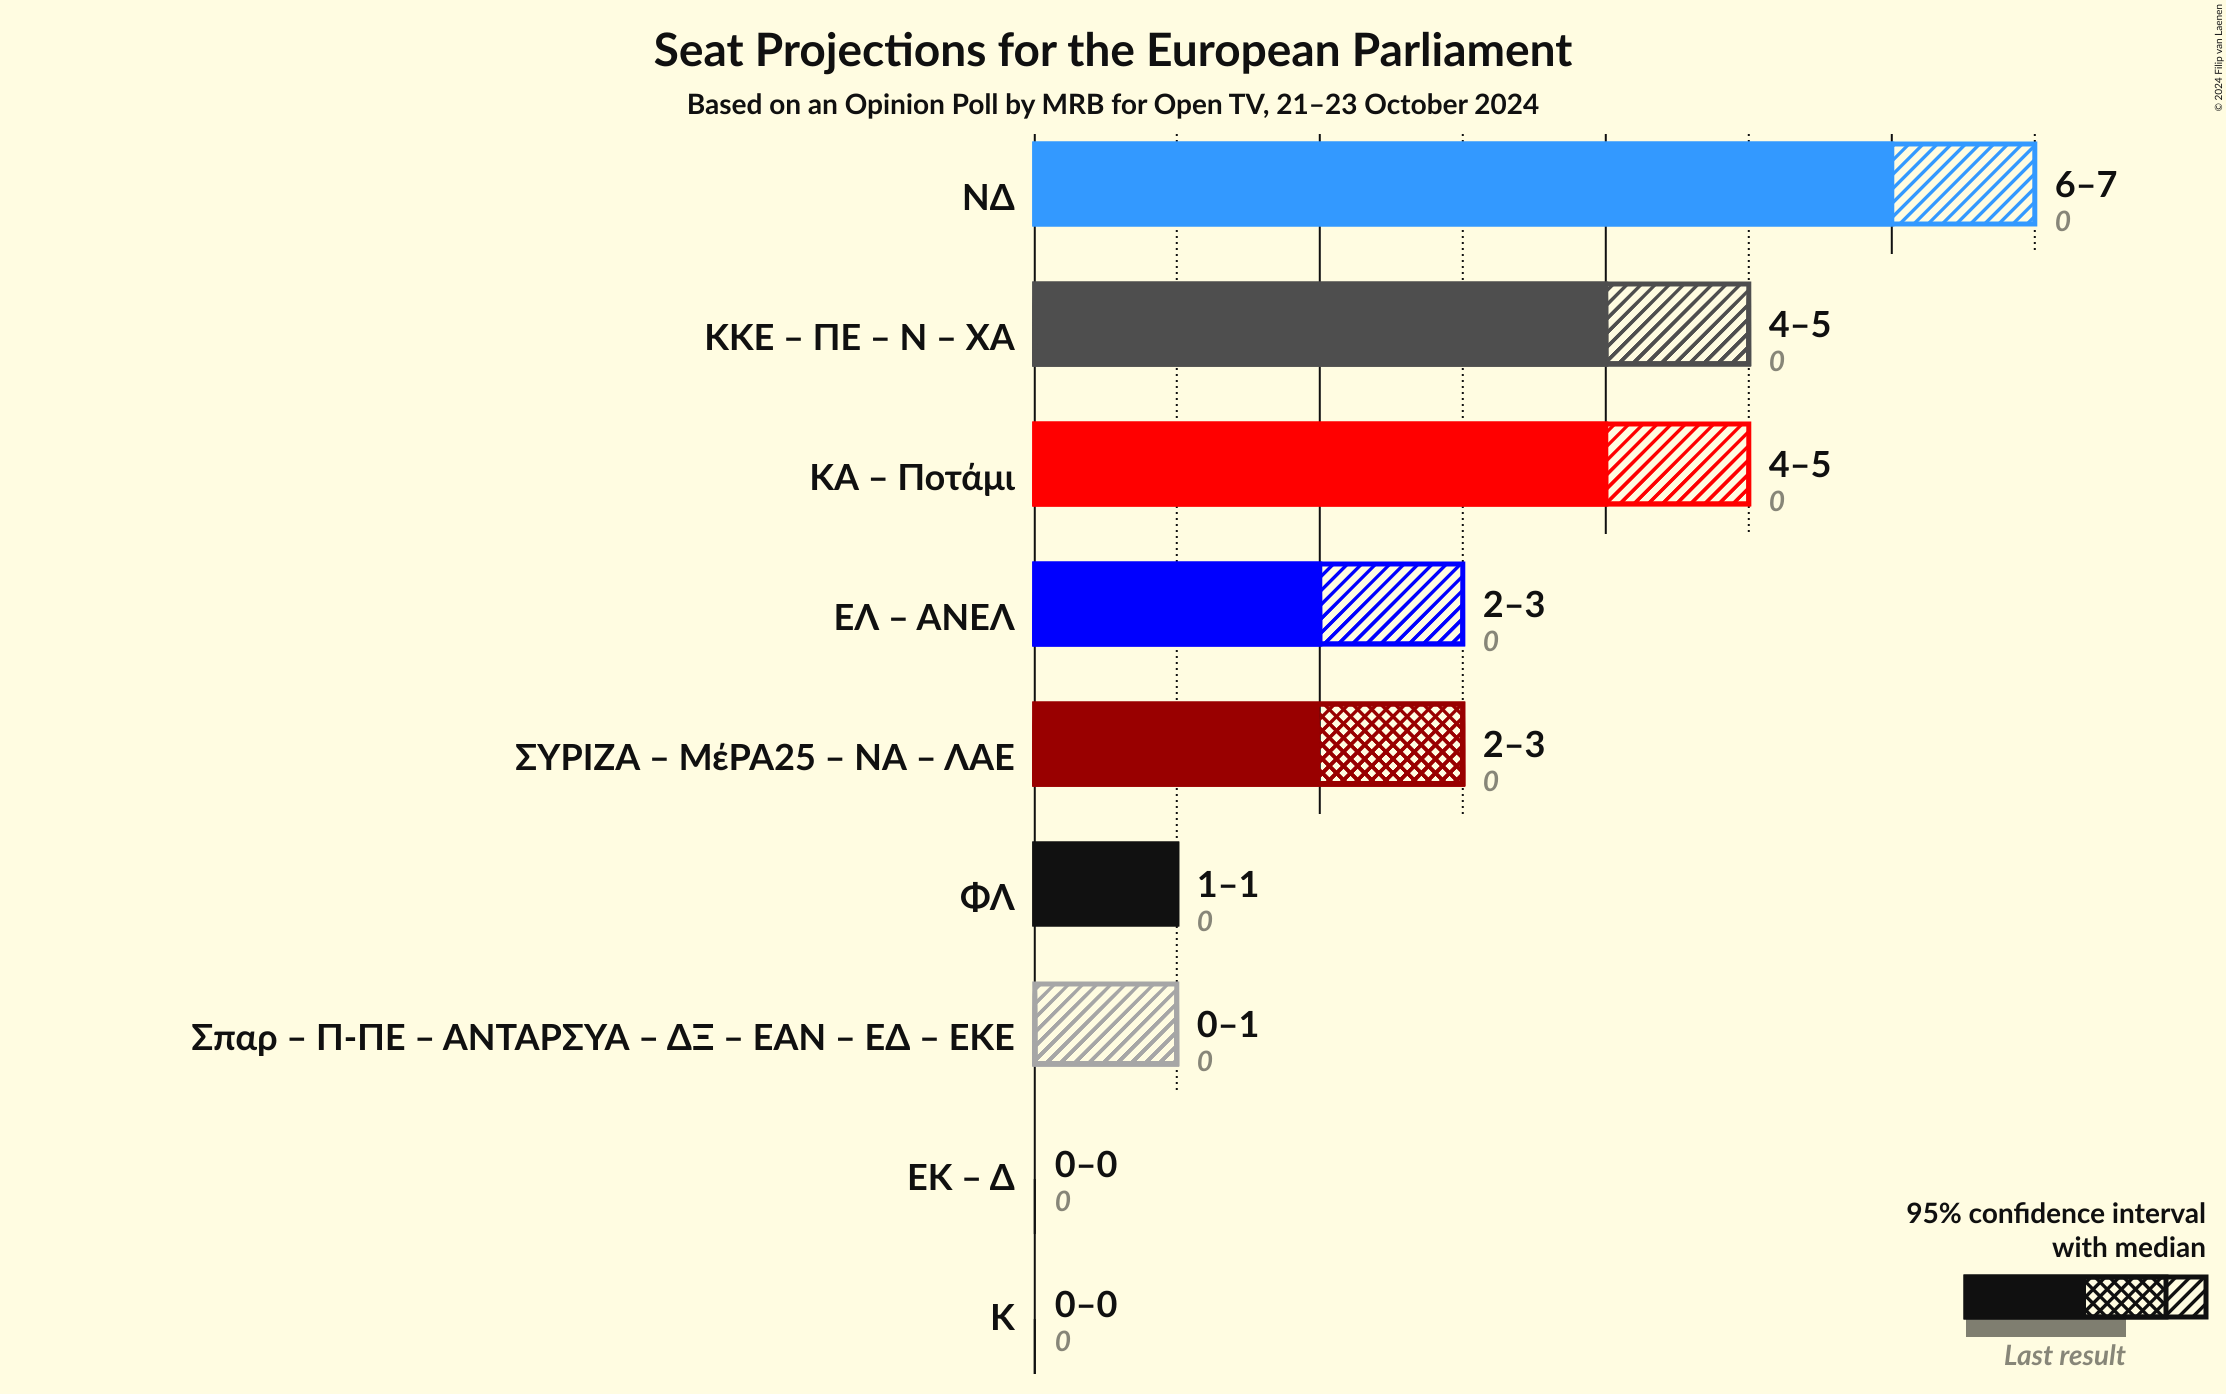 Seat Projections for the European Parliament
Based on an Opinion Poll by MRB for Open TV, 21–23 October 2024
© 2024 Filip van Laenen
ΝΔ
6–7
0
ΚΚΕ – ΠΕ – Ν – ΧΑ
4–5
0
ΚΑ – Ποτάμι
4–5
0
ΕΛ – ΑΝΕΛ
2–3
0
ΣΥΡΙΖΑ – ΜέΡΑ25 – ΝΑ – ΛΑΕ
2–3
0
ΦΛ
1–1
0
Σπαρ – Π-ΠΕ – ΑΝΤΑΡΣΥΑ – ΔΞ – ΕΑΝ – ΕΔ – ΕΚΕ
0–1
0
ΕΚ – Δ
0–0
0
Κ
0–0
0
95% confidence interval
with median
Last result